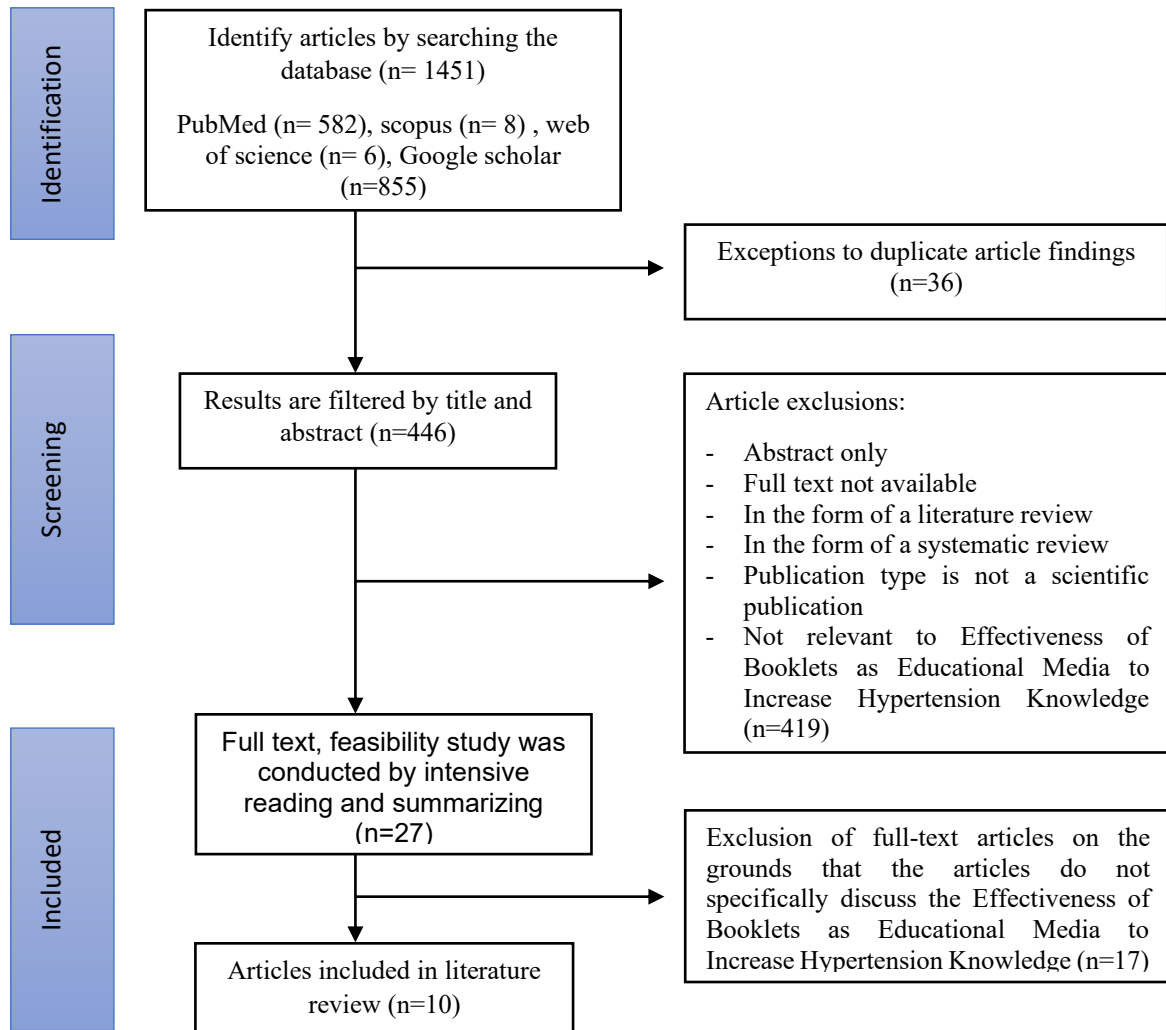 Identification
Identify articles by searching the
database (n= 1451)
PubMed (n= 582), scopus (n= 8) , web
of science (n= 6), Google scholar
(n=855)
Exceptions to duplicate article findings
(n=36)
Screening
Results are filtered by title and
abstract (n=446)
Article exclusions:
- Abstract only
- Full text not available
- In the form of a literature review
- In the form of a systematic review
- Publication type is not a scientific
publication
- Not relevant to Effectiveness of
Booklets as Educational Media to
Increase Hypertension Knowledge
(n=419)
Included
Full text, feasibility study was
conducted by intensive
reading and summarizing
(n=27)
Exclusion of full-text articles on the
grounds that the articles do not
specifically discuss the Effectiveness of
Booklets as Educational Media to
Increase Hypertension Knowledge (n=17)
Articles included in literature
review (n=10)